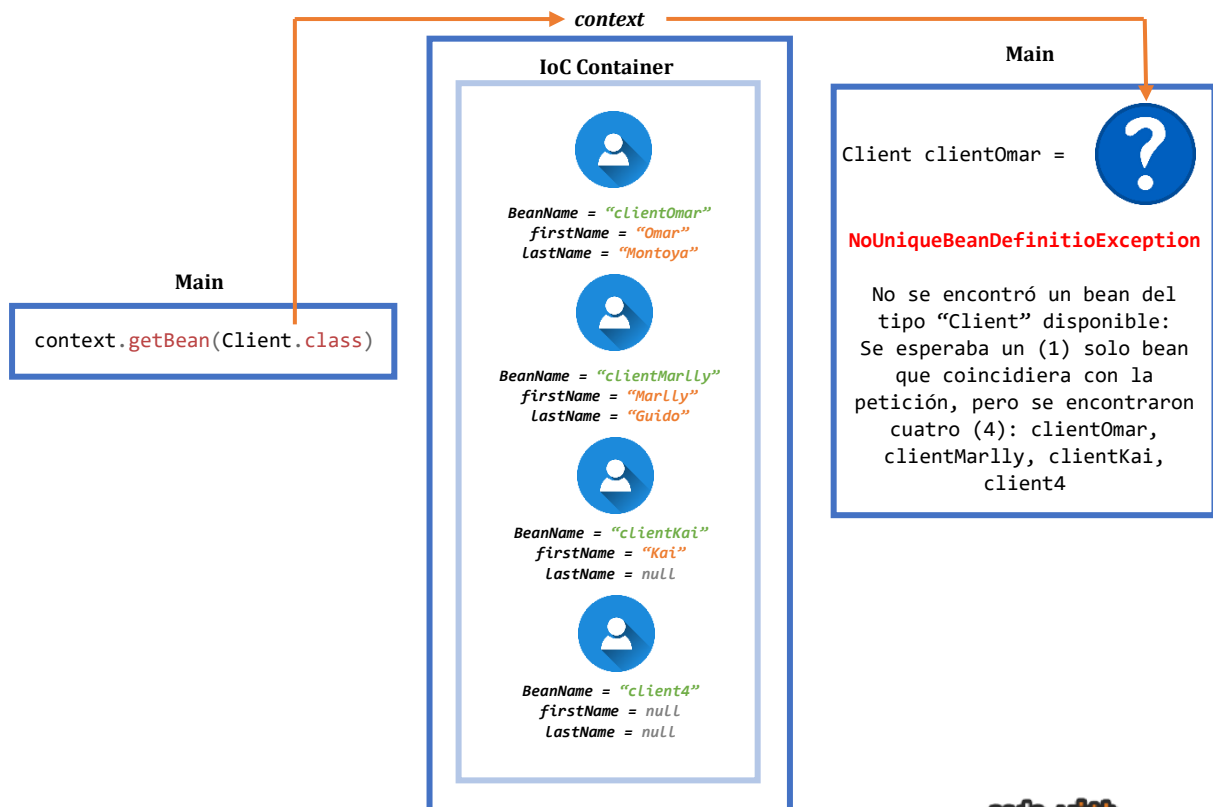 context
IoC Container
Main
Main
context.getBean(Client.class)
BeanName = “clientOmar”
firstName = “Omar”
lastName = “Montoya”
BeanName = “clientMarlly”
firstName = “Marlly”
lastName = “Guido”
BeanName = “clientKai”
firstName = “Kai”
lastName = null
BeanName = “client4”
firstName = null
lastName = null
Client clientOmar =
NoUniqueBeanDefinitioException
No se encontró un bean del
tipo “Client” disponible:
Se esperaba un (1) solo bean
que coincidiera con la
petición, pero se encontraron
cuatro (4): clientOmar,
clientMarlly, clientKai,
client4